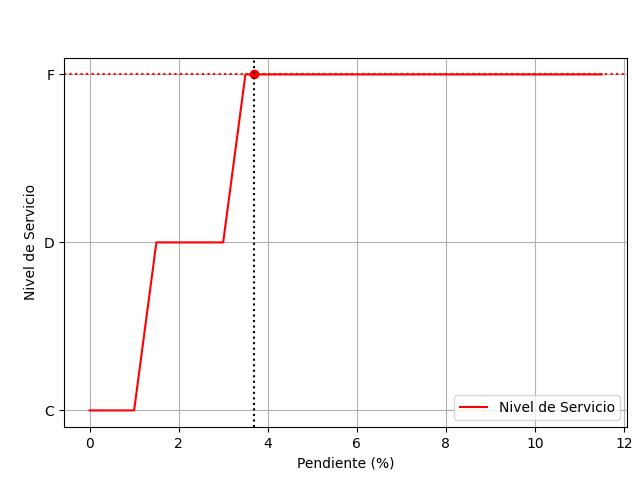 F
D
C
Nivel de Servicio
0 2 4 6 8 10 12
Pendiente (%)
Nivel de Servicio